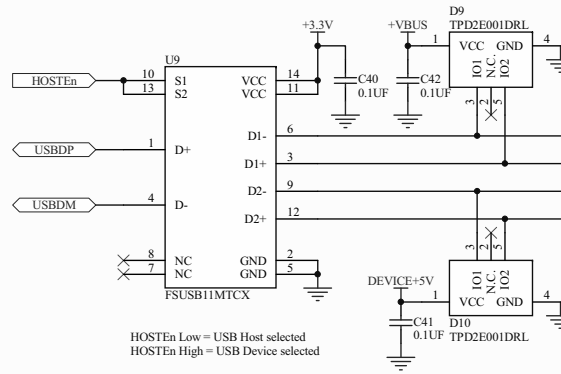 D9
TPD2E001DRL
+3.3V
+VBUS
1
VCC GND
4
IO1
N.C.
IO2
3
2
5
U9
HOSTEn
10
S1
VCC
14
13
S2
VCC
11
C40
0.1UF
C42
0.1UF
D1-
6
USBDP
1
D+
D1+
3
D2-
9
USBDM
4
D-
D2+
12
8
NC
GND
2
7
NC
GND
5
FSUSB11MTCX
3
2
5
IO1
N.C.
IO2
DEVICE+5V
1
VCC GND
4
C41
0.1UF
D10
TPD2E001DRL
HOSTEn Low = USB Host selected
HOSTEn High = USB Device selected